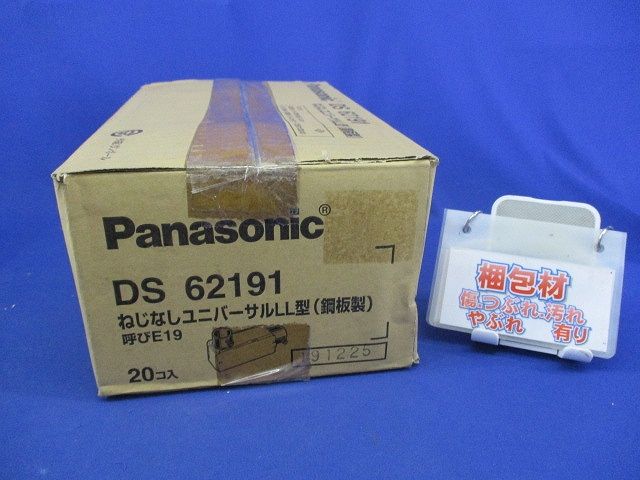 DS 62191
Panasonic®
DS 62191
ねじなしユニバーサルLL型(鋼板製)
呼びE19
191225
20コ入
梱包材
傷、つぶれ、汚れ
やぶれ 有り